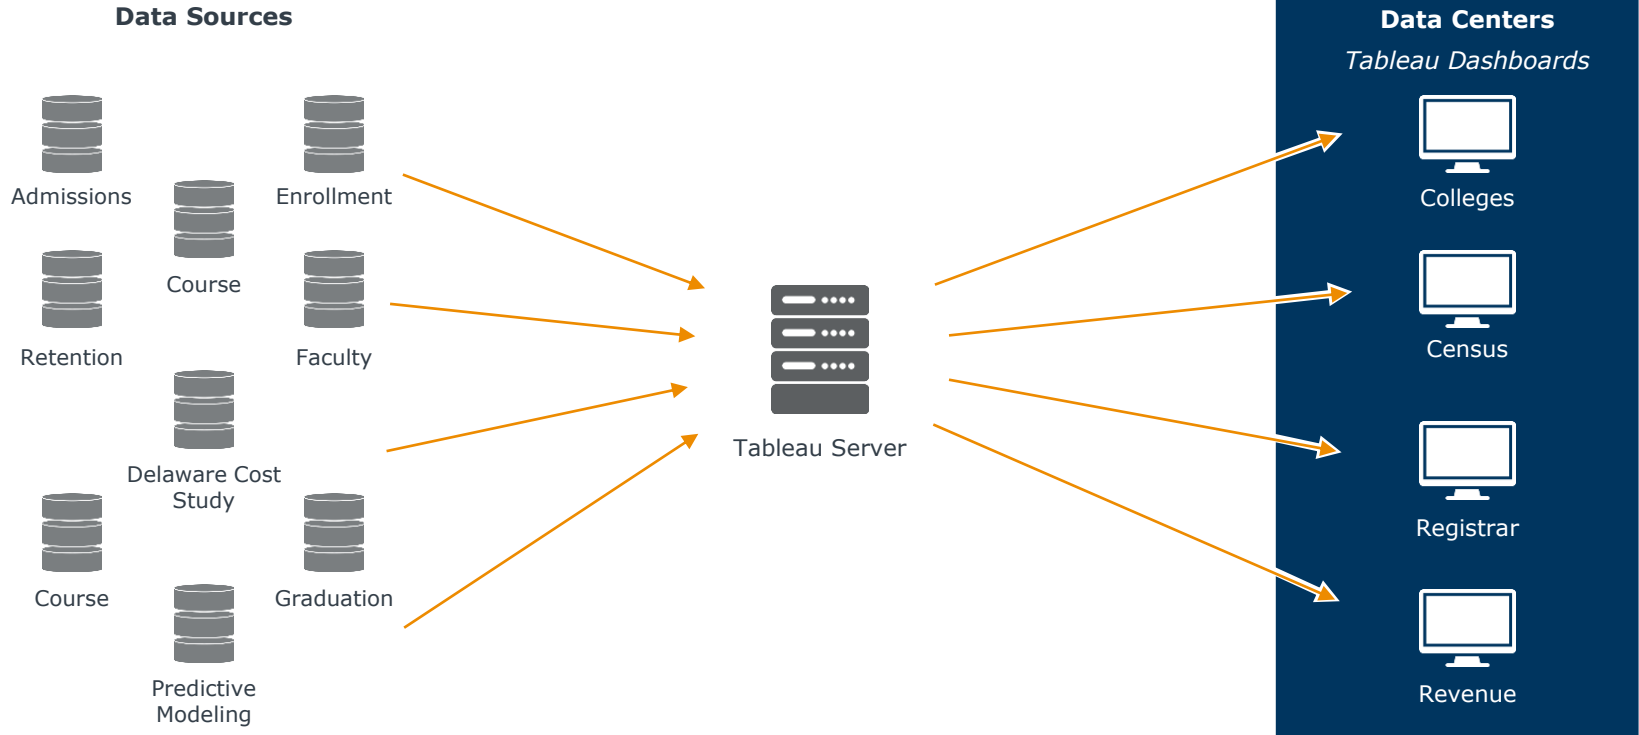 Data Sources
Admissions
Enrollment
Course
Retention
Faculty
Delaware Cost
Study
Course
Graduation
Predictive
Modeling
Tableau Server
Data Centers
Tableau Dashboards
Colleges
Census
Registrar
Revenue